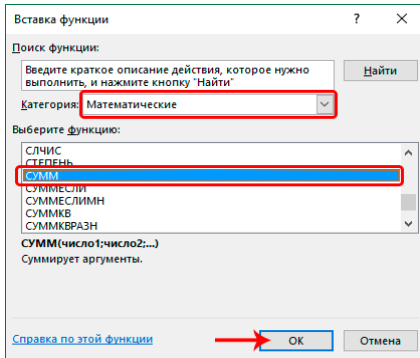 Вставка функции ? ×
Поиск функции:
Введите краткое описание действия, которое нужно
выполнить, и нажмите кнопку "Найти"
Найти
Категория: Математические
Выберите функцию:
СЛЧИС
СТЕПЕНЬ
СУММ
СУММЕСЛИ
СУММЕСЛИМН
СУММКВ
СУММКВРАЗН
СУММ(число1;число2;...)
Суммирует аргументы.
Справка по этой функции
ОК
Отмена